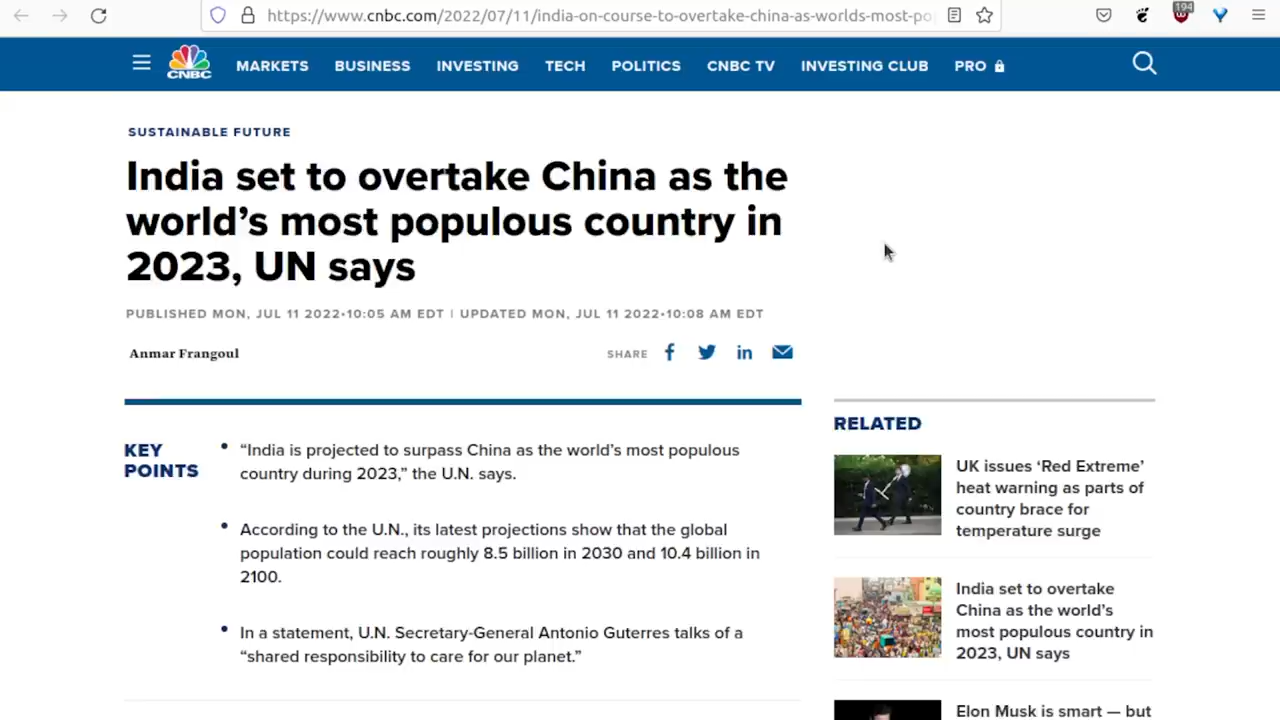 https://www.cnbc.com/2022/07/11/india-on-course-to-overtake-china-as-worlds-most-po
194
CNBC
MARKETS
BUSINESS
INVESTING
TECH
POLITICS
CNBC TV
INVESTING CLUB
PRO
SUSTAINABLE FUTURE
India set to overtake China as the
world’s most populous country in
2023, UN says
PUBLISHED MON, JUL 11 2022•10:05 AM EDT | UPDATED MON, JUL 11 2022•10:08 AM EDT
Anmar Frangoul
SHARE
KEY
POINTS
“India is projected to surpass China as the world’s most populous
country during 2023,” the U.N. says.
According to the U.N., its latest projections show that the global
population could reach roughly 8.5 billion in 2030 and 10.4 billion in
2100.
In a statement, U.N. Secretary-General Antonio Guterres talks of a
“shared responsibility to care for our planet.”
RELATED
UK issues ‘Red Extreme’
heat warning as parts of
country brace for
temperature surge
India set to overtake
China as the world’s
most populous country in
2023, UN says
Elon Musk is smart — but